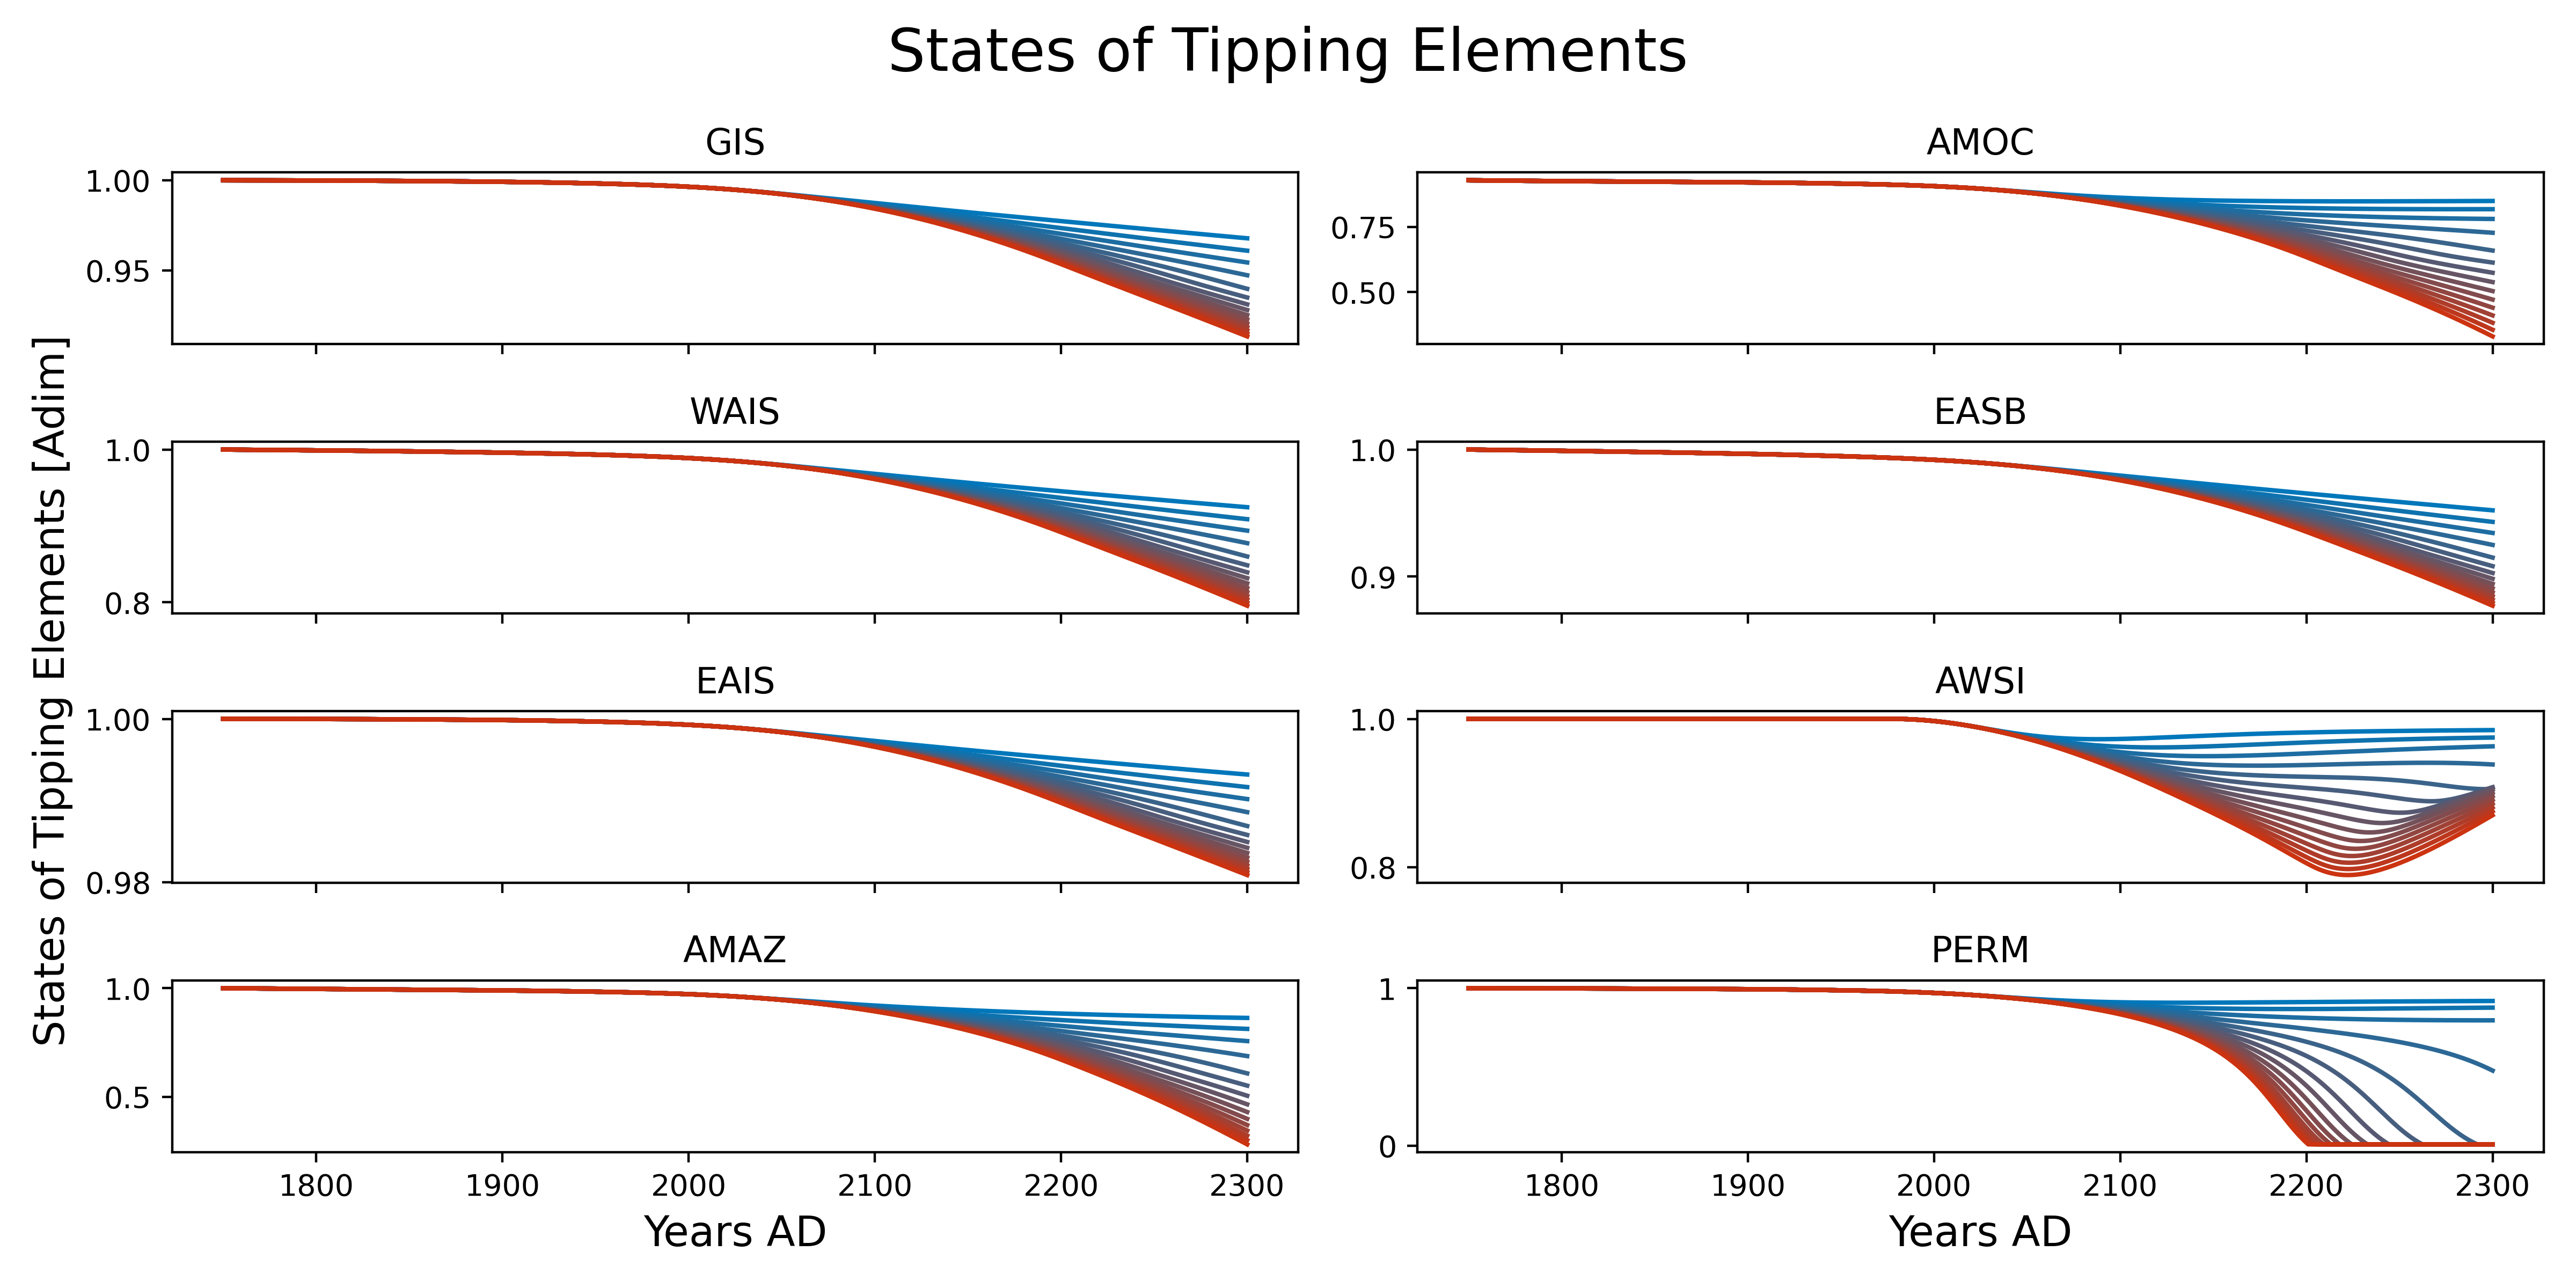 States of Tipping Elements
States of Tipping Elements [Adim]
GIS
1.00
0.95
AMOC
0.75
0.50
WAIS
1.0
0.8
EASB
1.0
0.9
EAIS
1.00
0.98
AWSI
1.0
0.8
AMAZ
1.0
0.5
1800 1900 2000 2100 2200 2300
Years AD
PERM
1
0
1800 1900 2000 2100 2200 2300
Years AD